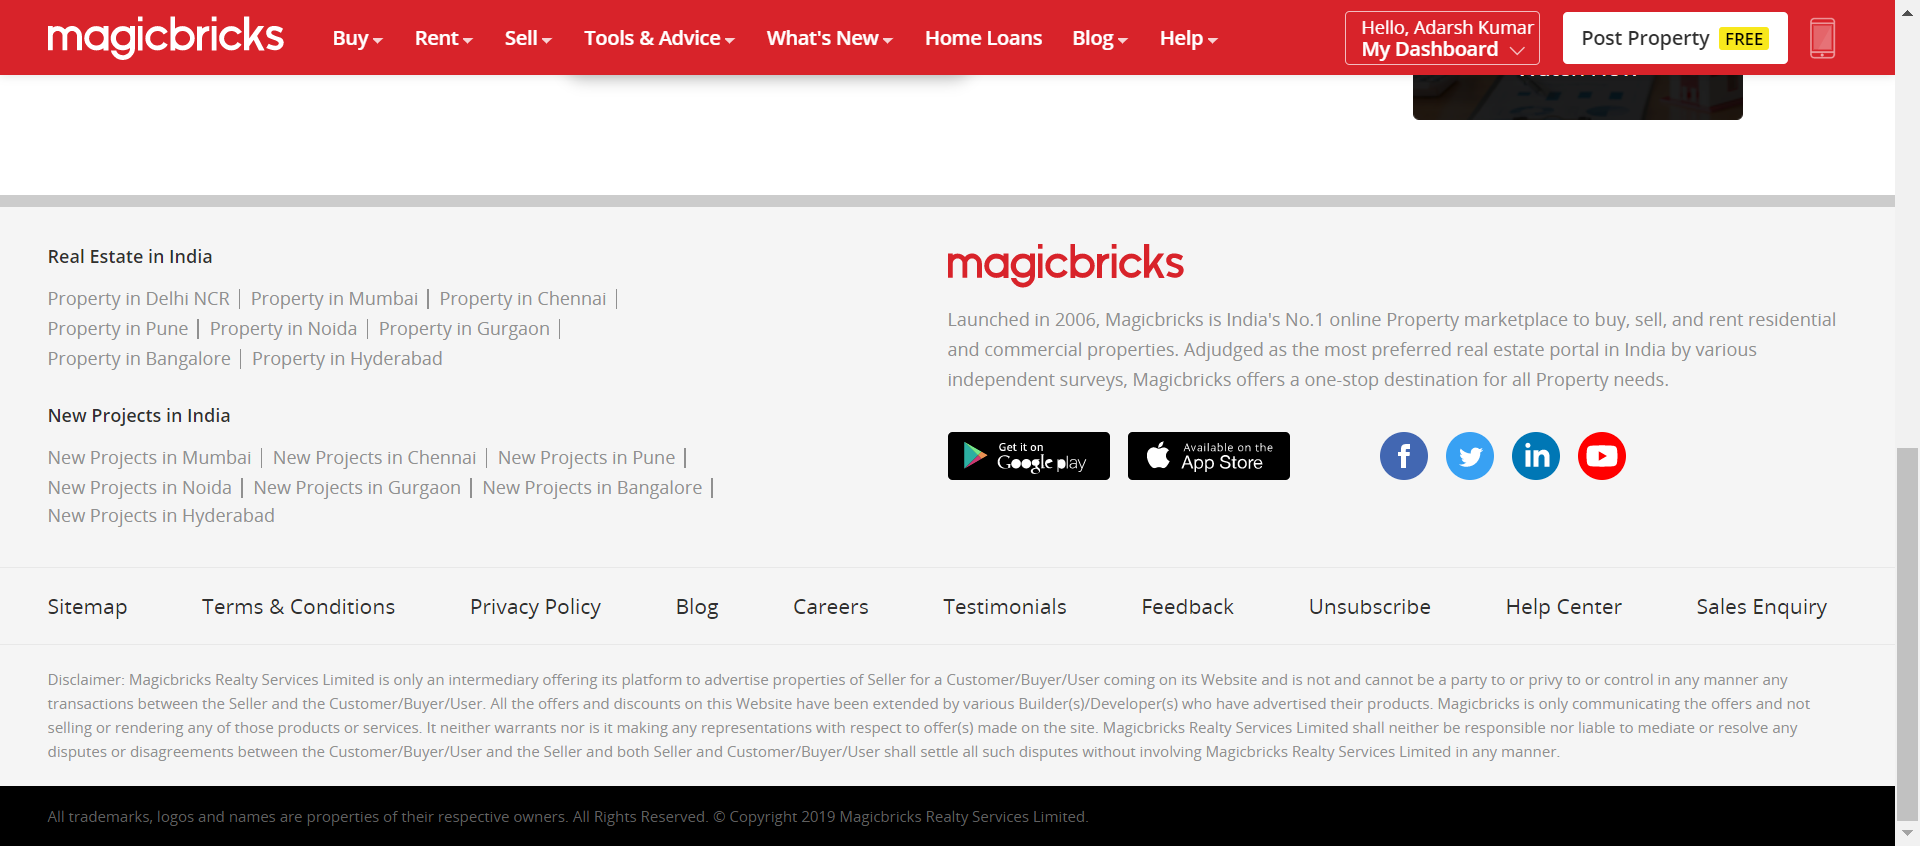 magicbricks Buy Rent Sell Tools & Advice What's New Home Loans Blog Help
Hello, Adarsh Kumar
My Dashboard
Post Property FREE
Real Estate in India
Property in Delhi NCR | Property in Mumbai | Property in Chennai |
Property in Pune | Property in Noida | Property in Gurgaon |
Property in Bangalore | Property in Hyderabad
New Projects in India
New Projects in Mumbai | New Projects in Chennai | New Projects in Pune |
New Projects in Noida | New Projects in Gurgaon | New Projects in Bangalore |
New Projects in Hyderabad
magicbricks
Launched in 2006, Magicbricks is India's No.1 online Property marketplace to buy, sell, and rent residential
and commercial properties. Adjudged as the most preferred real estate portal in India by various
independent surveys, Magicbricks offers a one-stop destination for all Property needs.
Get it on
Google play
Available on the
App Store
Sitemap Terms & Conditions Privacy Policy Blog Careers Testimonials Feedback Unsubscribe Help Center Sales Enquiry
Disclaimer: Magicbricks Realty Services Limited is only an intermediary offering its platform to advertise properties of Seller for a Customer/Buyer/User coming on its Website and is not and cannot be a party to or privy to or control in any manner any
transactions between the Seller and the Customer/Buyer/User. All the offers and discounts on this Website have been extended by various Builder(s)/Developer(s) who have advertised their products. Magicbricks is only communicating the offers and not
selling or rendering any of those products or services. It neither warrants nor is it making any representations with respect to offer(s) made on the site. Magicbricks Realty Services Limited shall neither be responsible nor liable to mediate or resolve any
disputes or disagreements between the Customer/Buyer/User and the Seller and both Seller and Customer/Buyer/User shall settle all such disputes without involving Magicbricks Realty Services Limited in any manner.
All trademarks, logos and names are properties of their respective owners. All Rights Reserved. © Copyright 2019 Magicbricks Realty Services Limited.